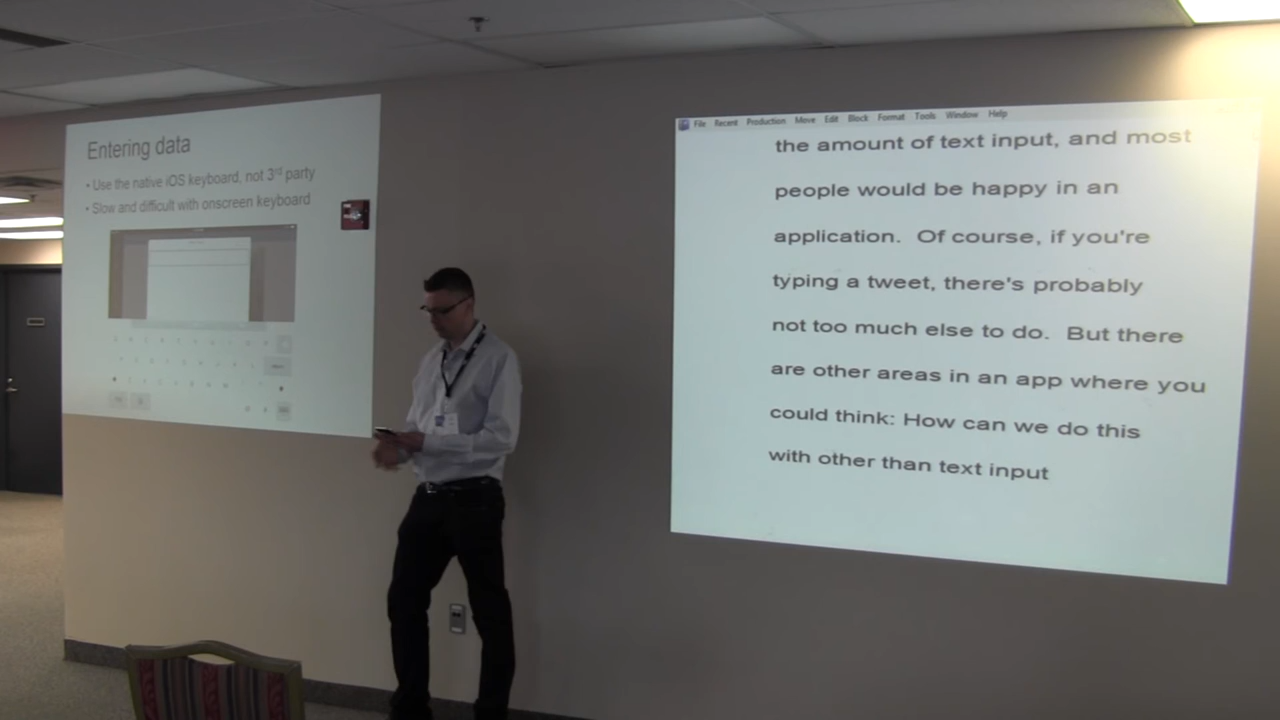 Entering data
• Use the native iOS keyboard, not 3rd party
• Slow and difficult with onscreen keyboard
File Recent Production Move Edit Block Format Tools Window Help
the amount of text input, and most
people would be happy in an
application.  Of course, if you're
typing a tweet, there's probably
not too much else to do.  But there
are other areas in an app where you
could think: How can we do this
with other than text input